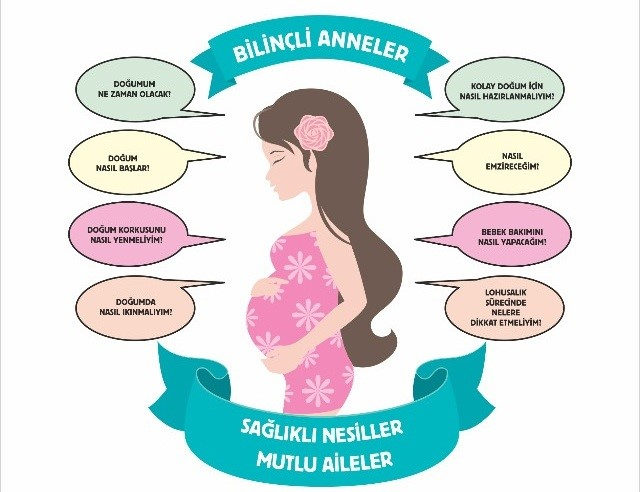 BİLİNÇLİ ANNELER
DOĞUMUM
NE ZAMAN OLACAK?
DOĞUM
NASIL BAŞLAR?
DOĞUM KORKUSUNU
NASIL YENMELİYİM?
DOĞUMDA
NASIL IKINMALIYIM?
KOLAY DOĞUM İÇİN
NASIL HAZIRLANMALIYIM?
NASIL
EMZİRECEĞİM?
BEBEK BAKIMINI
NASIL YAPACAĞIM?
LOHUSALIK
SÜRECİNDE
NELERE
DİKKAT ETMELİYİM?
SAĞLIKLI NESİLLER
MUTLU AİLELER